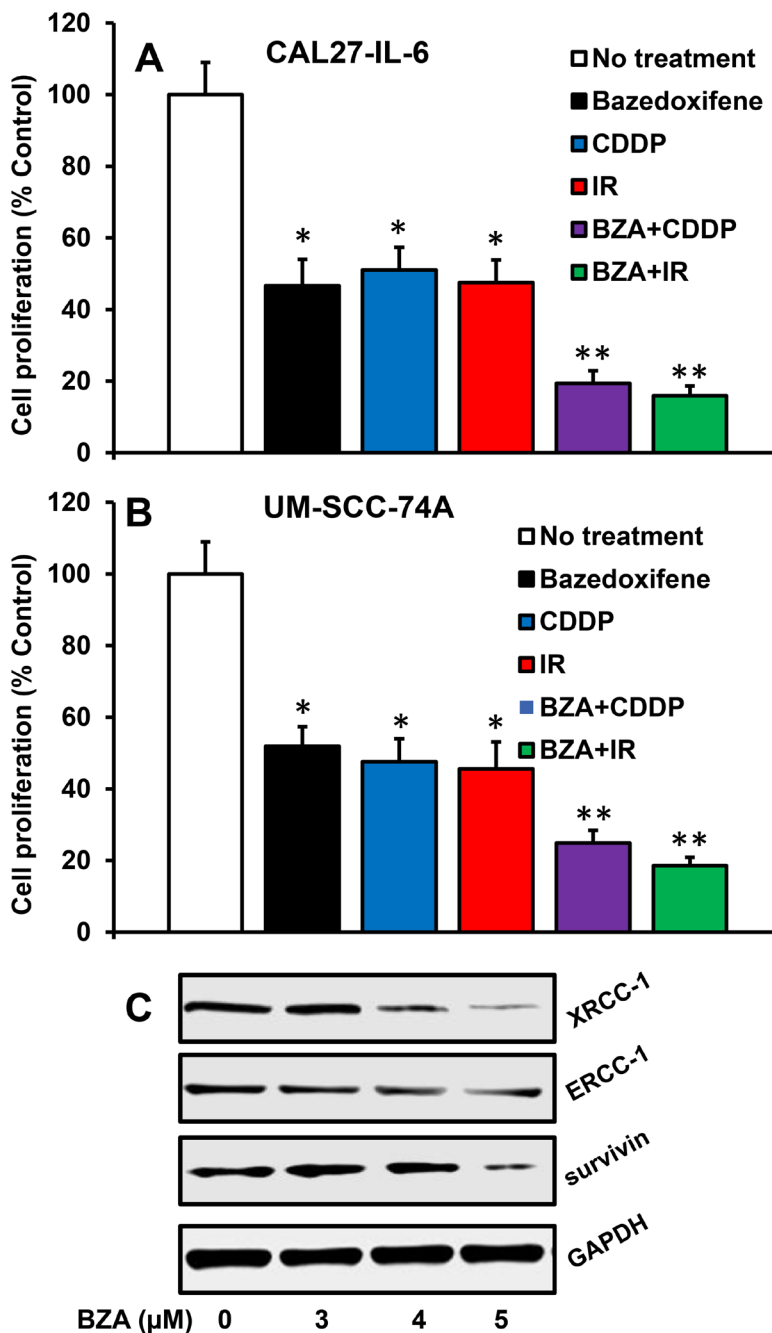 A
CAL27-IL-6
Cell proliferation (% Control)
120
100
80
60
40
20
0
No treatment
Bazedoxifene
CDDP
IR
BZA+CDDP
BZA+IR
*
*
*
**
**
B
UM-SCC-74A
Cell proliferation (% Control)
120
100
80
60
40
20
0
No treatment
Bazedoxifene
CDDP
IR
BZA+CDDP
BZA+IR
*
*
*
**
**
C
XRCC-1
ERCC-1
survivin
GAPDH
BZA (µM) 0 3 4 5